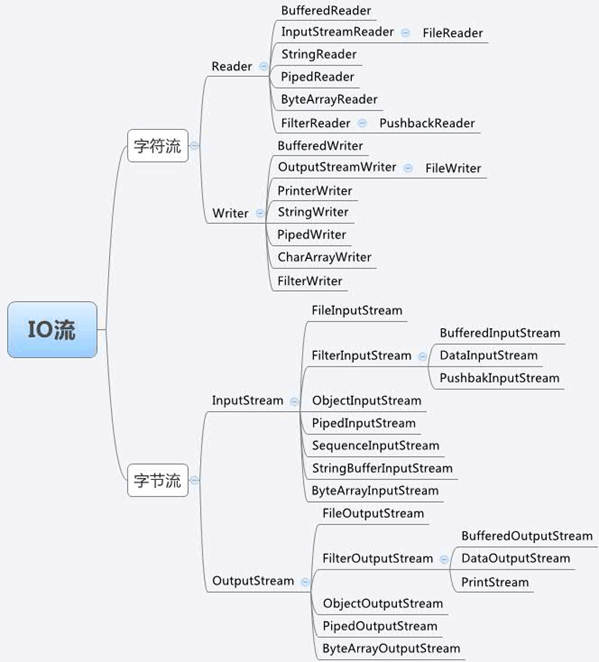 IO流
字符流
Reader
BufferedReader
InputStreamReader
FileReader
StringReader
PipedReader
ByteArrayReader
FilterReader
PushbackReader
Writer
BufferedWriter
OutputStreamWriter
FileWriter
PrinterWriter
StringWriter
PipedWriter
CharArrayWriter
FilterWriter
字节流
InputStream
FileInputStream
FilterInputStream
BufferedInputStream
DataInputStream
PushbakInputStream
ObjectInputStream
PipedInputStream
SequenceInputStream
StringBufferInputStream
ByteArrayInputStream
OutputStream
FileOutputStream
FilterOutputStream
BufferedOutputStream
DataOutputStream
PrintStream
ObjectOutputStream
PipedOutputStream
ByteArrayOutputStream